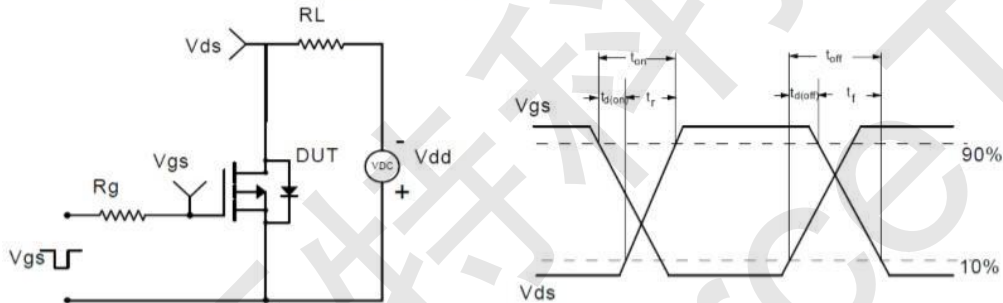 RL
Vds
Vgs
Rg
DUT
VDC
-
+
Vdd
Vgs
ton
toff
td(on)
tr
td(off)
tf
Vgs
90%
10%
Vds